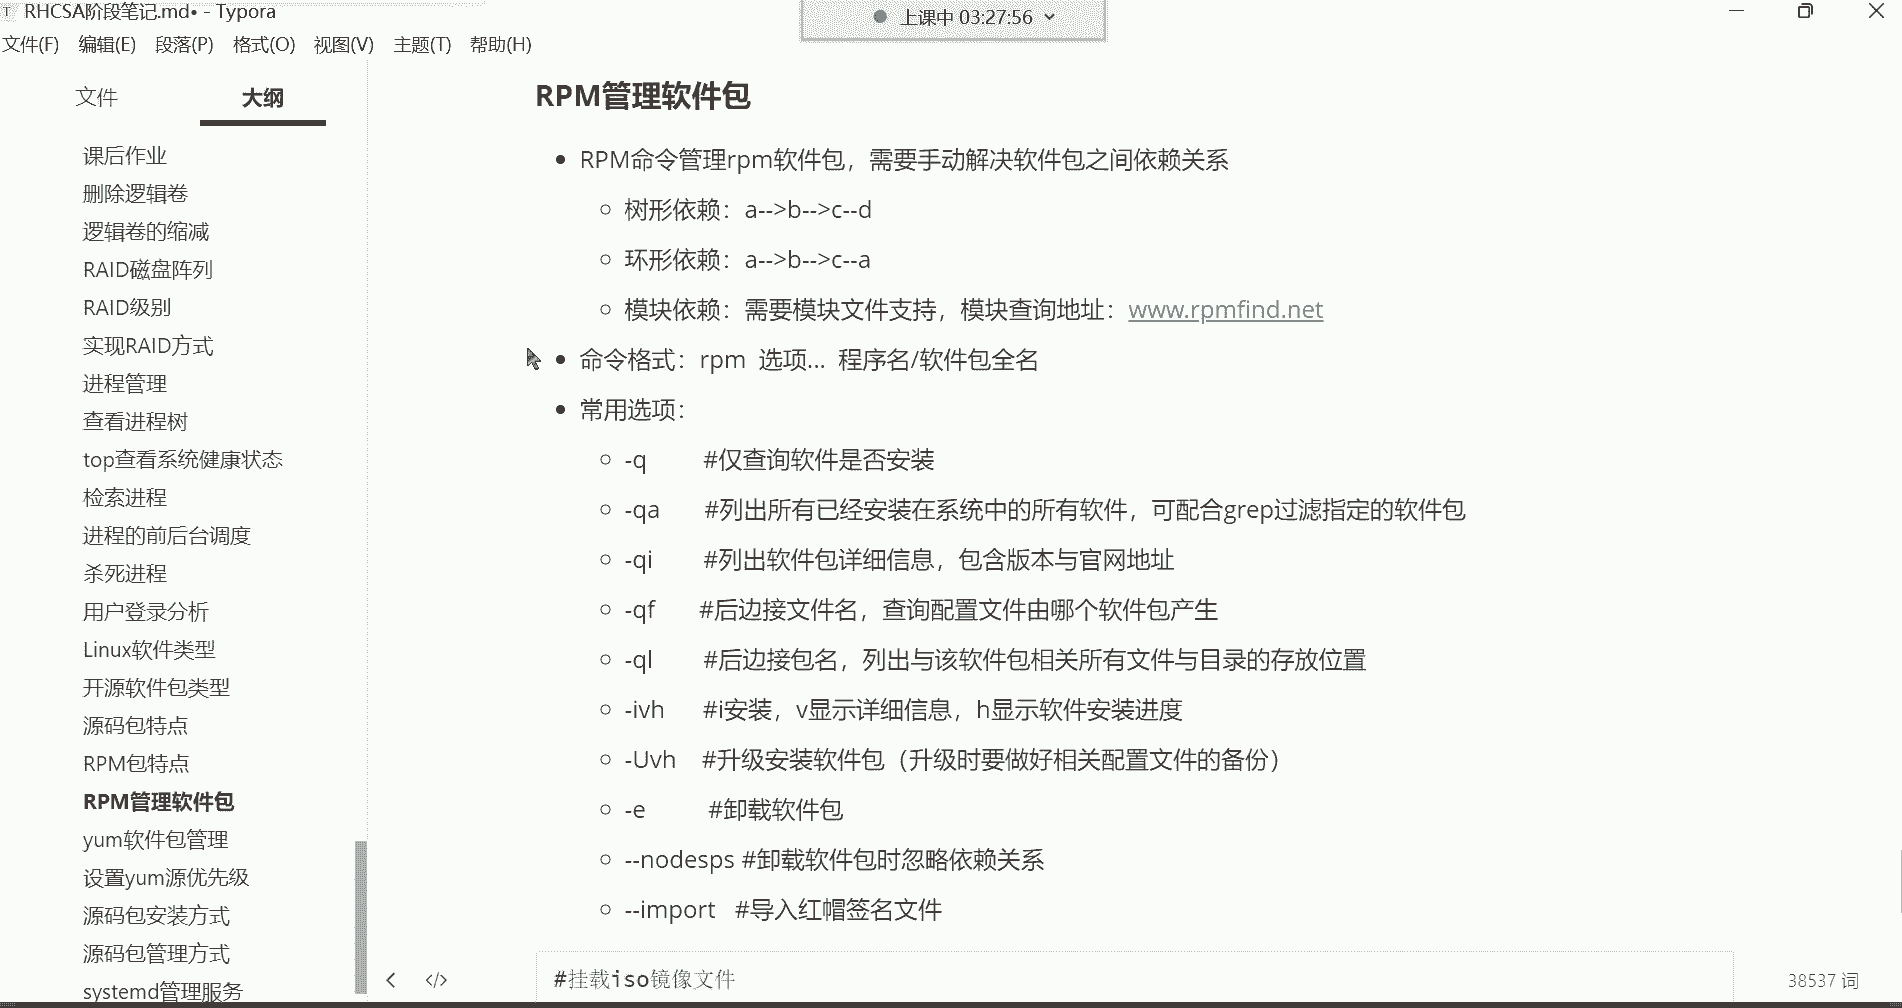 RHCSA阶段笔记.md• - Typora
上课中 03:27:56
文件(F) 编辑(E) 段落(P) 格式(O) 视图(V) 主题(T) 帮助(H)
文件 大纲
课后作业
删除逻辑卷
逻辑卷的缩减
RAID磁盘阵列
RAID级别
实现RAID方式
进程管理
查看进程树
top查看系统健康状态
检索进程
进程的前后台调度
杀死进程
用户登录分析
Linux软件类型
开源软件包类型
源码包特点
RPM包特点
RPM管理软件包
yum软件包管理
设置yum源优先级
源码包安装方式
源码包管理方式
systemd管理服务
RPM管理软件包
RPM命令管理rpm软件包，需要手动解决软件包之间依赖关系
树形依赖：a-->b-->c--d
环形依赖：a-->b-->c--a
模块依赖：需要模块文件支持，模块查询地址：www.rpmfind.net
命令格式：rpm 选项... 程序名/软件包全名
常用选项：
-q #仅查询软件是否安装
-qa #列出所有已经安装在系统中的所有软件，可配合grep过滤指定的软件包
-qi #列出软件包详细信息，包含版本与官网地址
-qf #后边接文件名，查询配置文件由哪个软件包产生
-ql #后边接包名，列出与该软件包相关所有文件与目录的存放位置
-ivh #i安装，v显示详细信息，h显示软件安装进度
-Uvh #升级安装软件包（升级时要做好相关配置文件的备份）
-e #卸载软件包
--nodesps #卸载软件包时忽略依赖关系
--import #导入红帽签名文件
#挂载iso镜像文件
38537 词